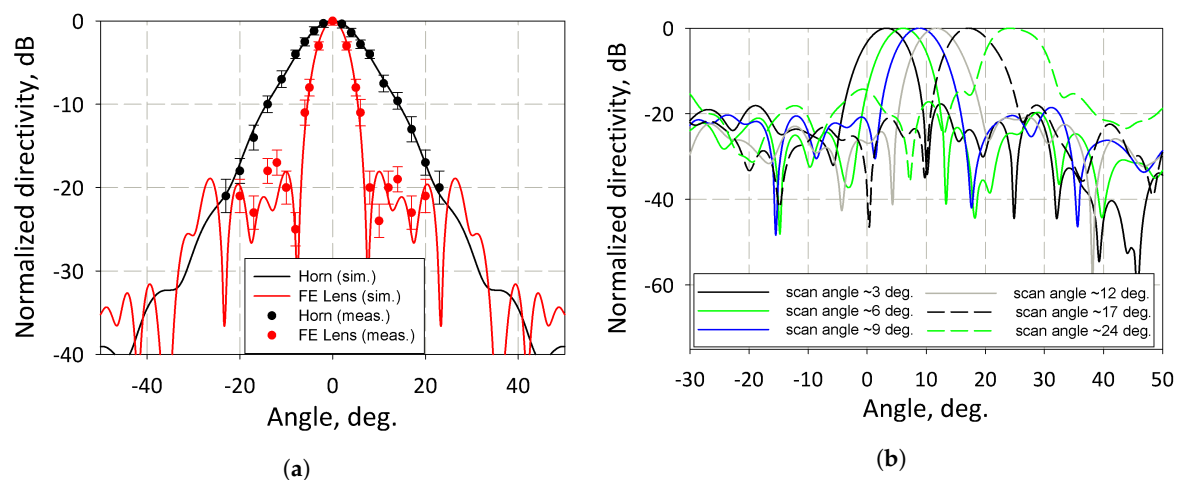 Normalized directivity, dB
0
-10
-20
-30
-40
-40
-20
0
20
40
Angle, deg.
Horn (sim.)
FE Lens (sim.)
Horn (meas.)
FE Lens (meas.)
(a)
Normalized directivity, dB
0
-20
-40
-60
-30
-20
-10
0
10
20
30
40
50
Angle, deg.
scan angle ~3 deg.
scan angle ~6 deg.
scan angle ~9 deg.
scan angle ~12 deg.
scan angle ~17 deg.
scan angle ~24 deg.
(b)